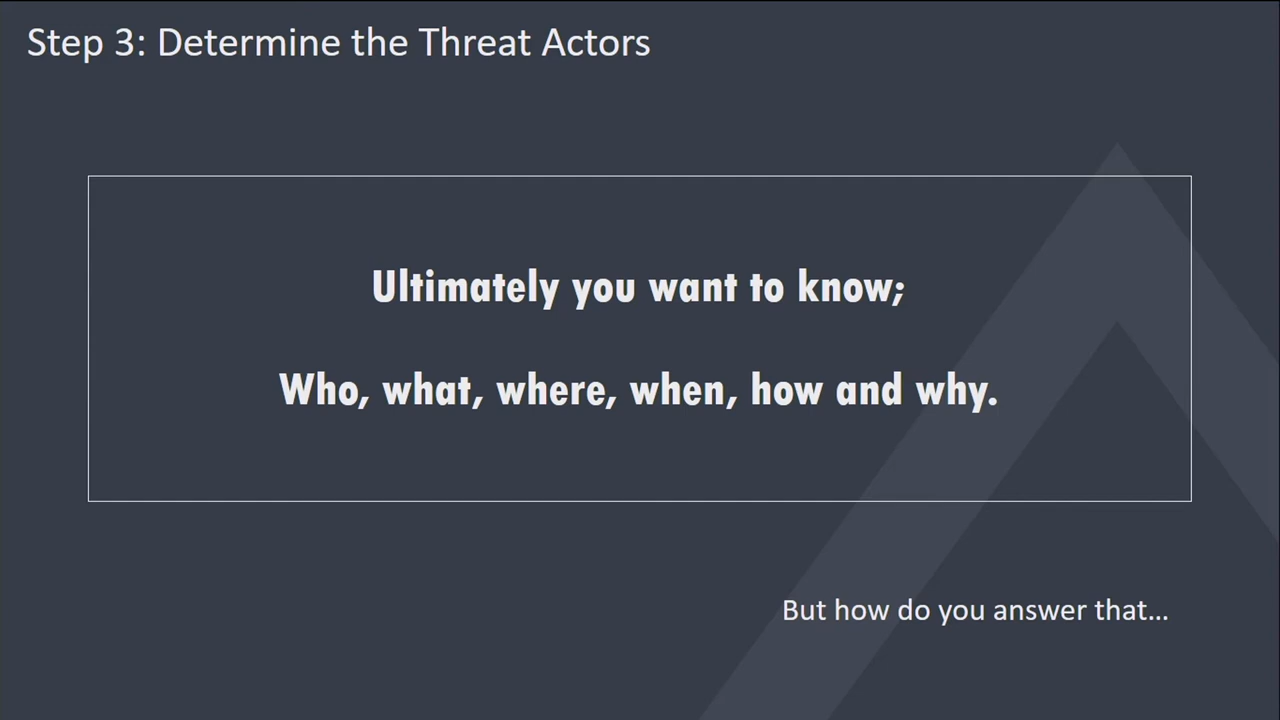 Step 3: Determine the Threat Actors
Ultimately you want to know;
Who, what, where, when, how and why.
But how do you answer that...